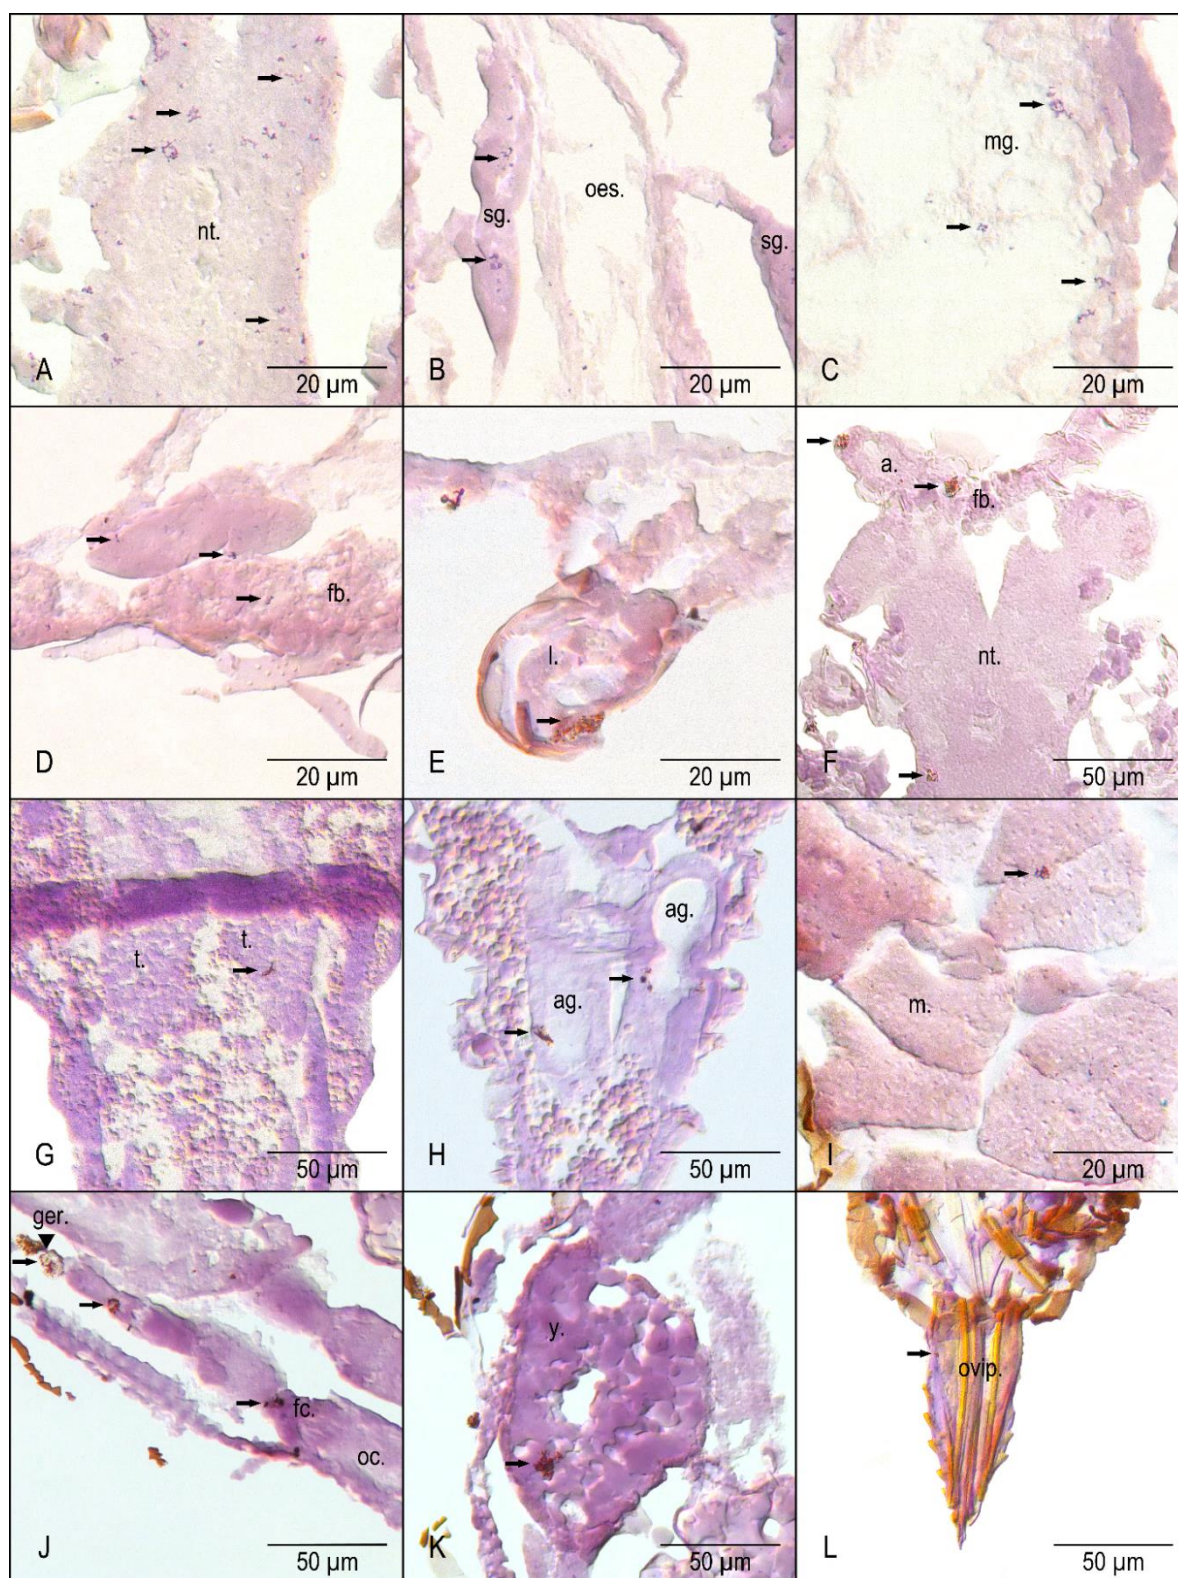 nt.
A
20 µm
sg.
oes.
sg.
B
20 µm
mg.
C
20 µm
fb.
D
20 µm
l.
E
20 µm
a.
fb.
nt.
F
50 µm
t.
t.
G
50 µm
ag.
ag.
H
50 µm
m.
I
20 µm
ger.
fc.
oc.
J
50 µm
y.
K
50 µm
ovip.
L
50 µm